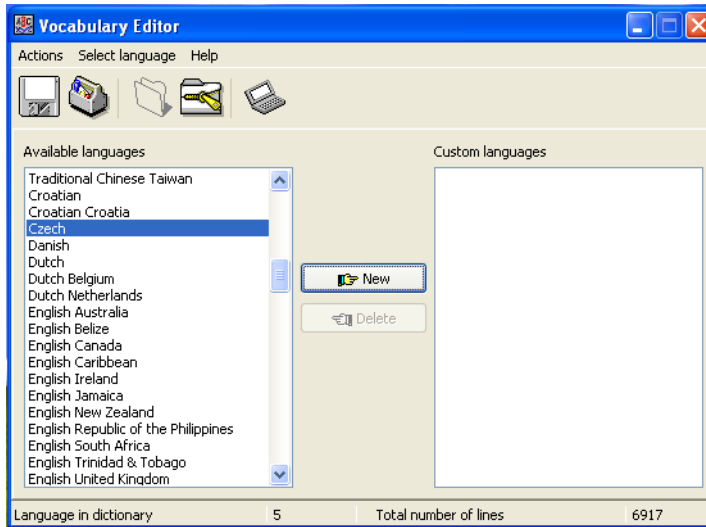 Vocabulary Editor
Actions Select language Help
Available languages
Custom languages
Traditional Chinese Taiwan
Croatian
Croatian Croatia
Czech
Danish
Dutch
Dutch Belgium
Dutch Netherlands
English Australia
English Belize
English Canada
English Caribbean
English Ireland
English Jamaica
English New Zealand
English Republic of the Philippines
English South Africa
English Trinidad & Tobago
English United Kingdom
New
Delete
Language in dictionary 5 Total number of lines 6917